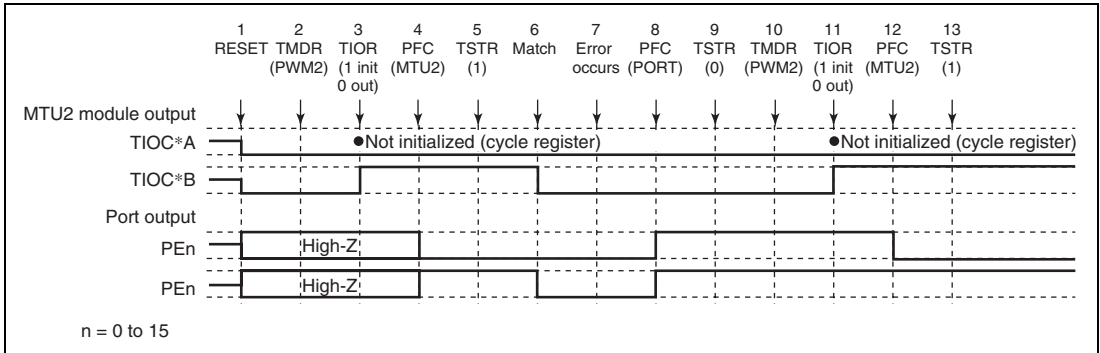 1 2 3 4 5 6 7 8 9 10 11 12 13
RESET TMDR TIOR PFC TSTR Match Error PFC TSTR TMDR TIOR PFC TSTR
(PWM2) (1 init (MTU2) (1) occurs (PORT) (0) (PWM2) (1 init (MTU2) (1)
0 out) 0 out)
MTU2 module output
TIOC*A ●Not initialized (cycle register) ●Not initialized (cycle register)
TIOC*B
Port output
PEn High-Z
PEn High-Z
n = 0 to 15